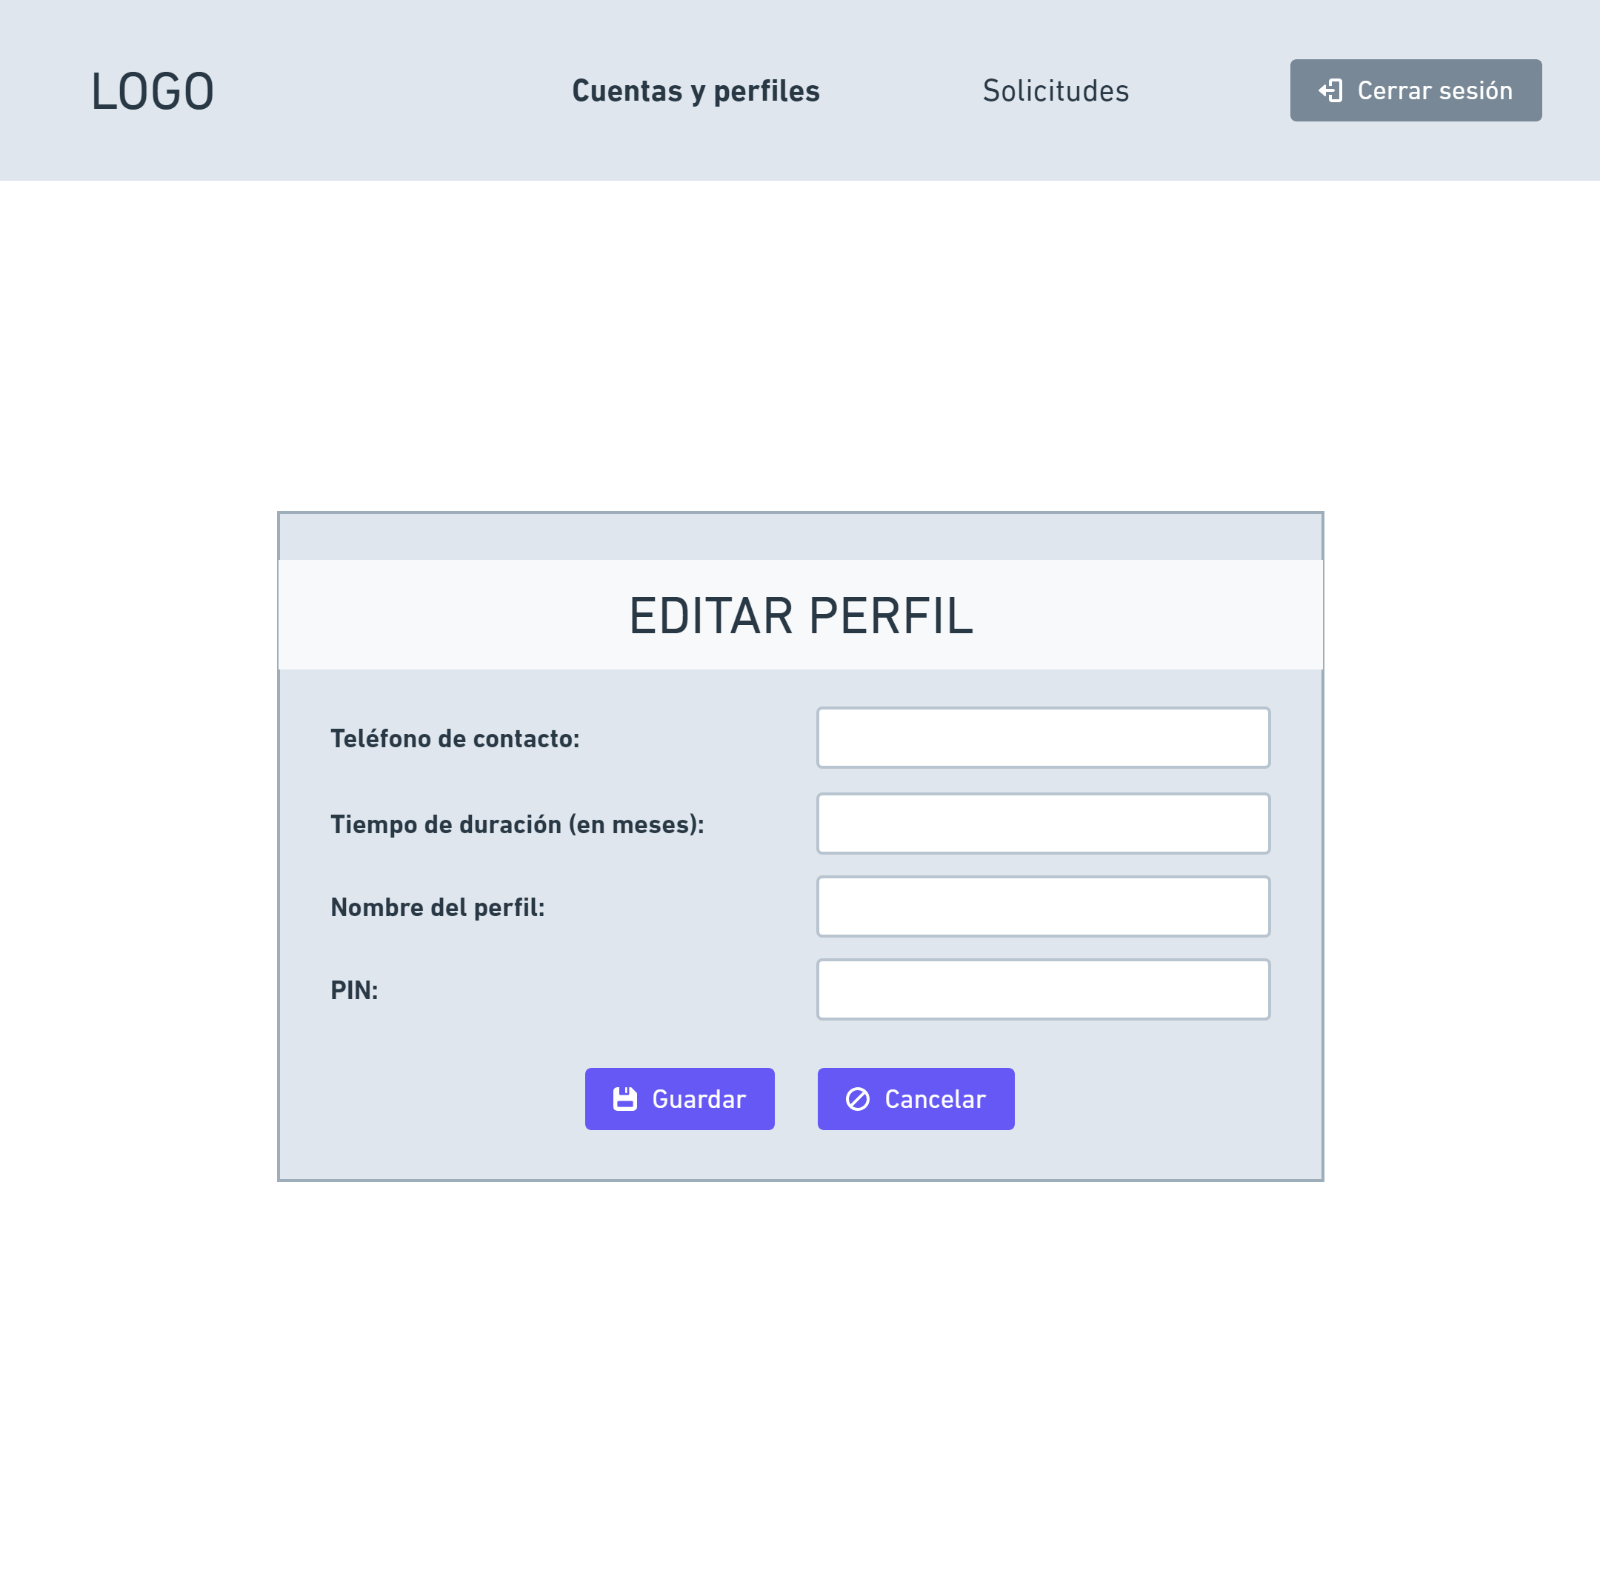 LOGO
Cuentas y perfiles
Solicitudes
Cerrar sesión
EDITAR PERFIL
Teléfono de contacto:
Tiempo de duración (en meses):
Nombre del perfil:
PIN:
Guardar
Cancelar